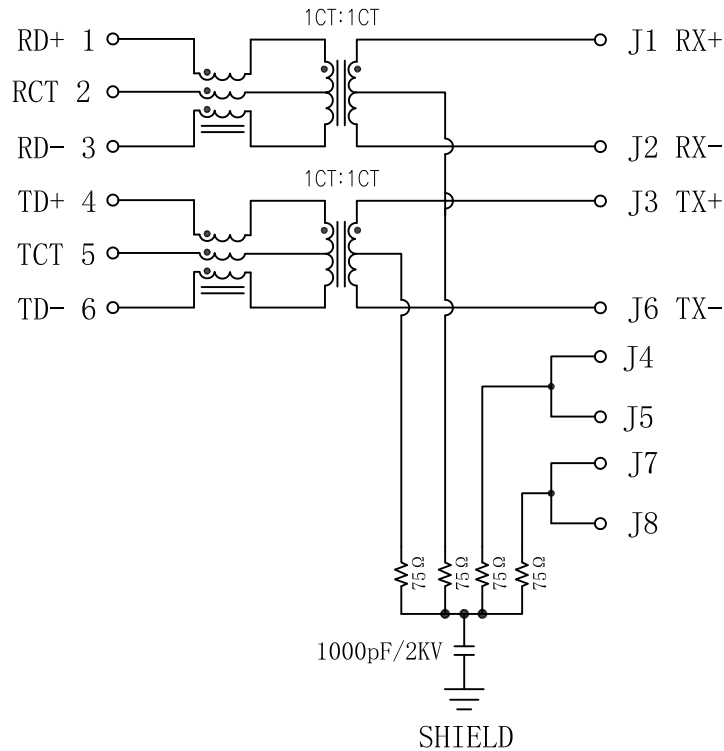 1CT:1CT
RD+ 1
J1 RX+
RCT 2
RD- 3
J2 RX-
1CT:1CT
TD+ 4
J3 TX+
TCT 5
TD- 6
J6 TX-
J4
J5
J7
J8
75Ω
75Ω
75Ω
75Ω
1000pF/2KV
SHIELD